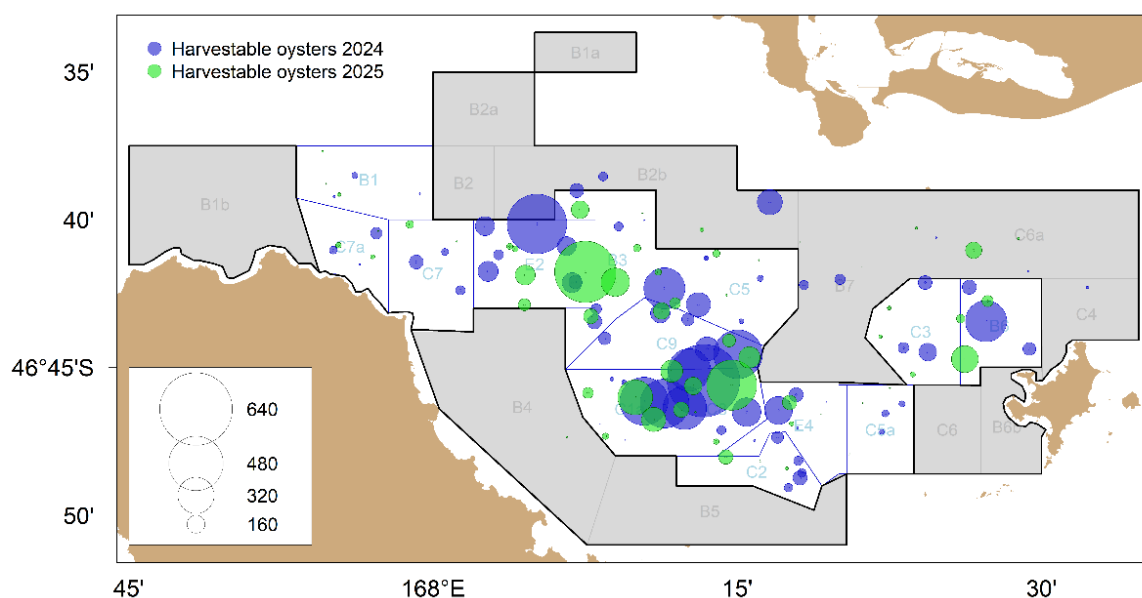 Harvestable oysters 2024
Harvestable oysters 2025
B1a
35'
B2a
B1
B2
B2b
B1b
40'
C7a
C7
E2
B3
C6a
C5
B7
C4
C3
B6
C9
46°45'S
B4
E4
C5a
C6
B6b
C2
B5
640
480
320
160
50'
45'
168°E
15'
30'